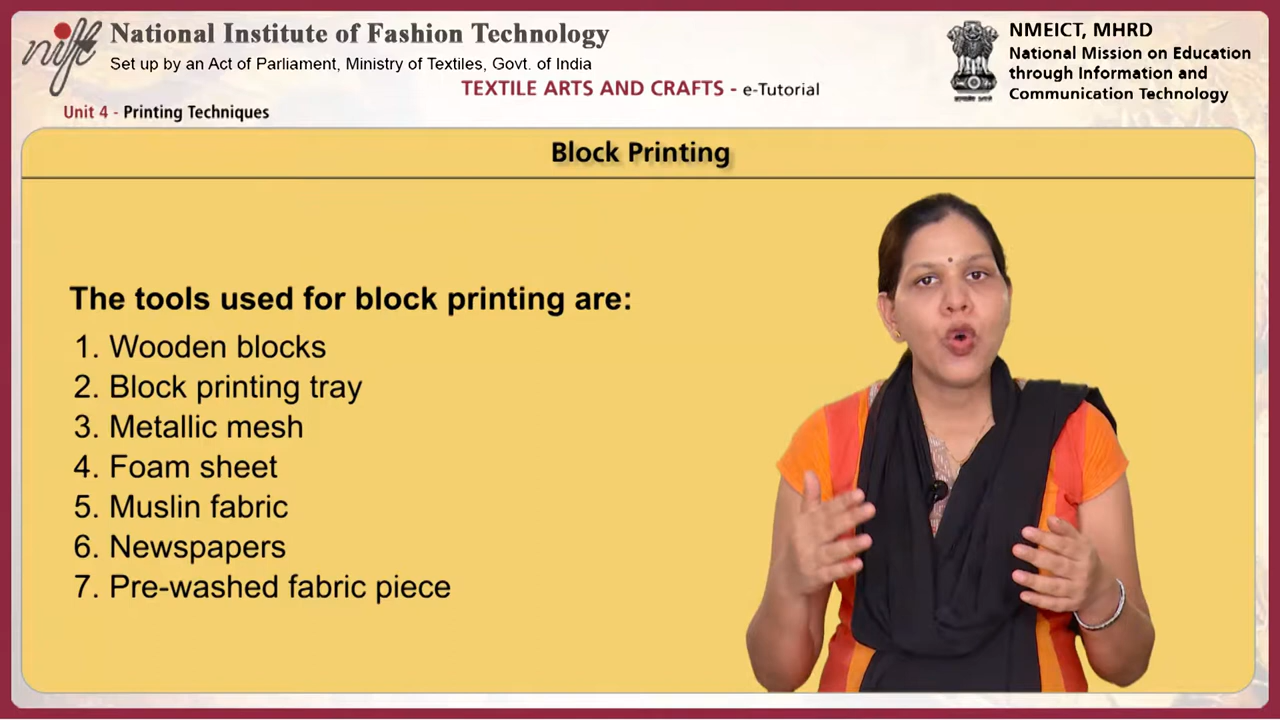 nift
National Institute of Fashion Technology
Set up by an Act of Parliament, Ministry of Textiles, Govt. of India
NMEICT, MHRD
National Mission on Education
through Information and
Communication Technology
TEXTILE ARTS AND CRAFTS - e-Tutorial
Unit 4 - Printing Techniques
Block Printing
The tools used for block printing are:
1. Wooden blocks
2. Block printing tray
3. Metallic mesh
4. Foam sheet
5. Muslin fabric
6. Newspapers
7. Pre-washed fabric piece